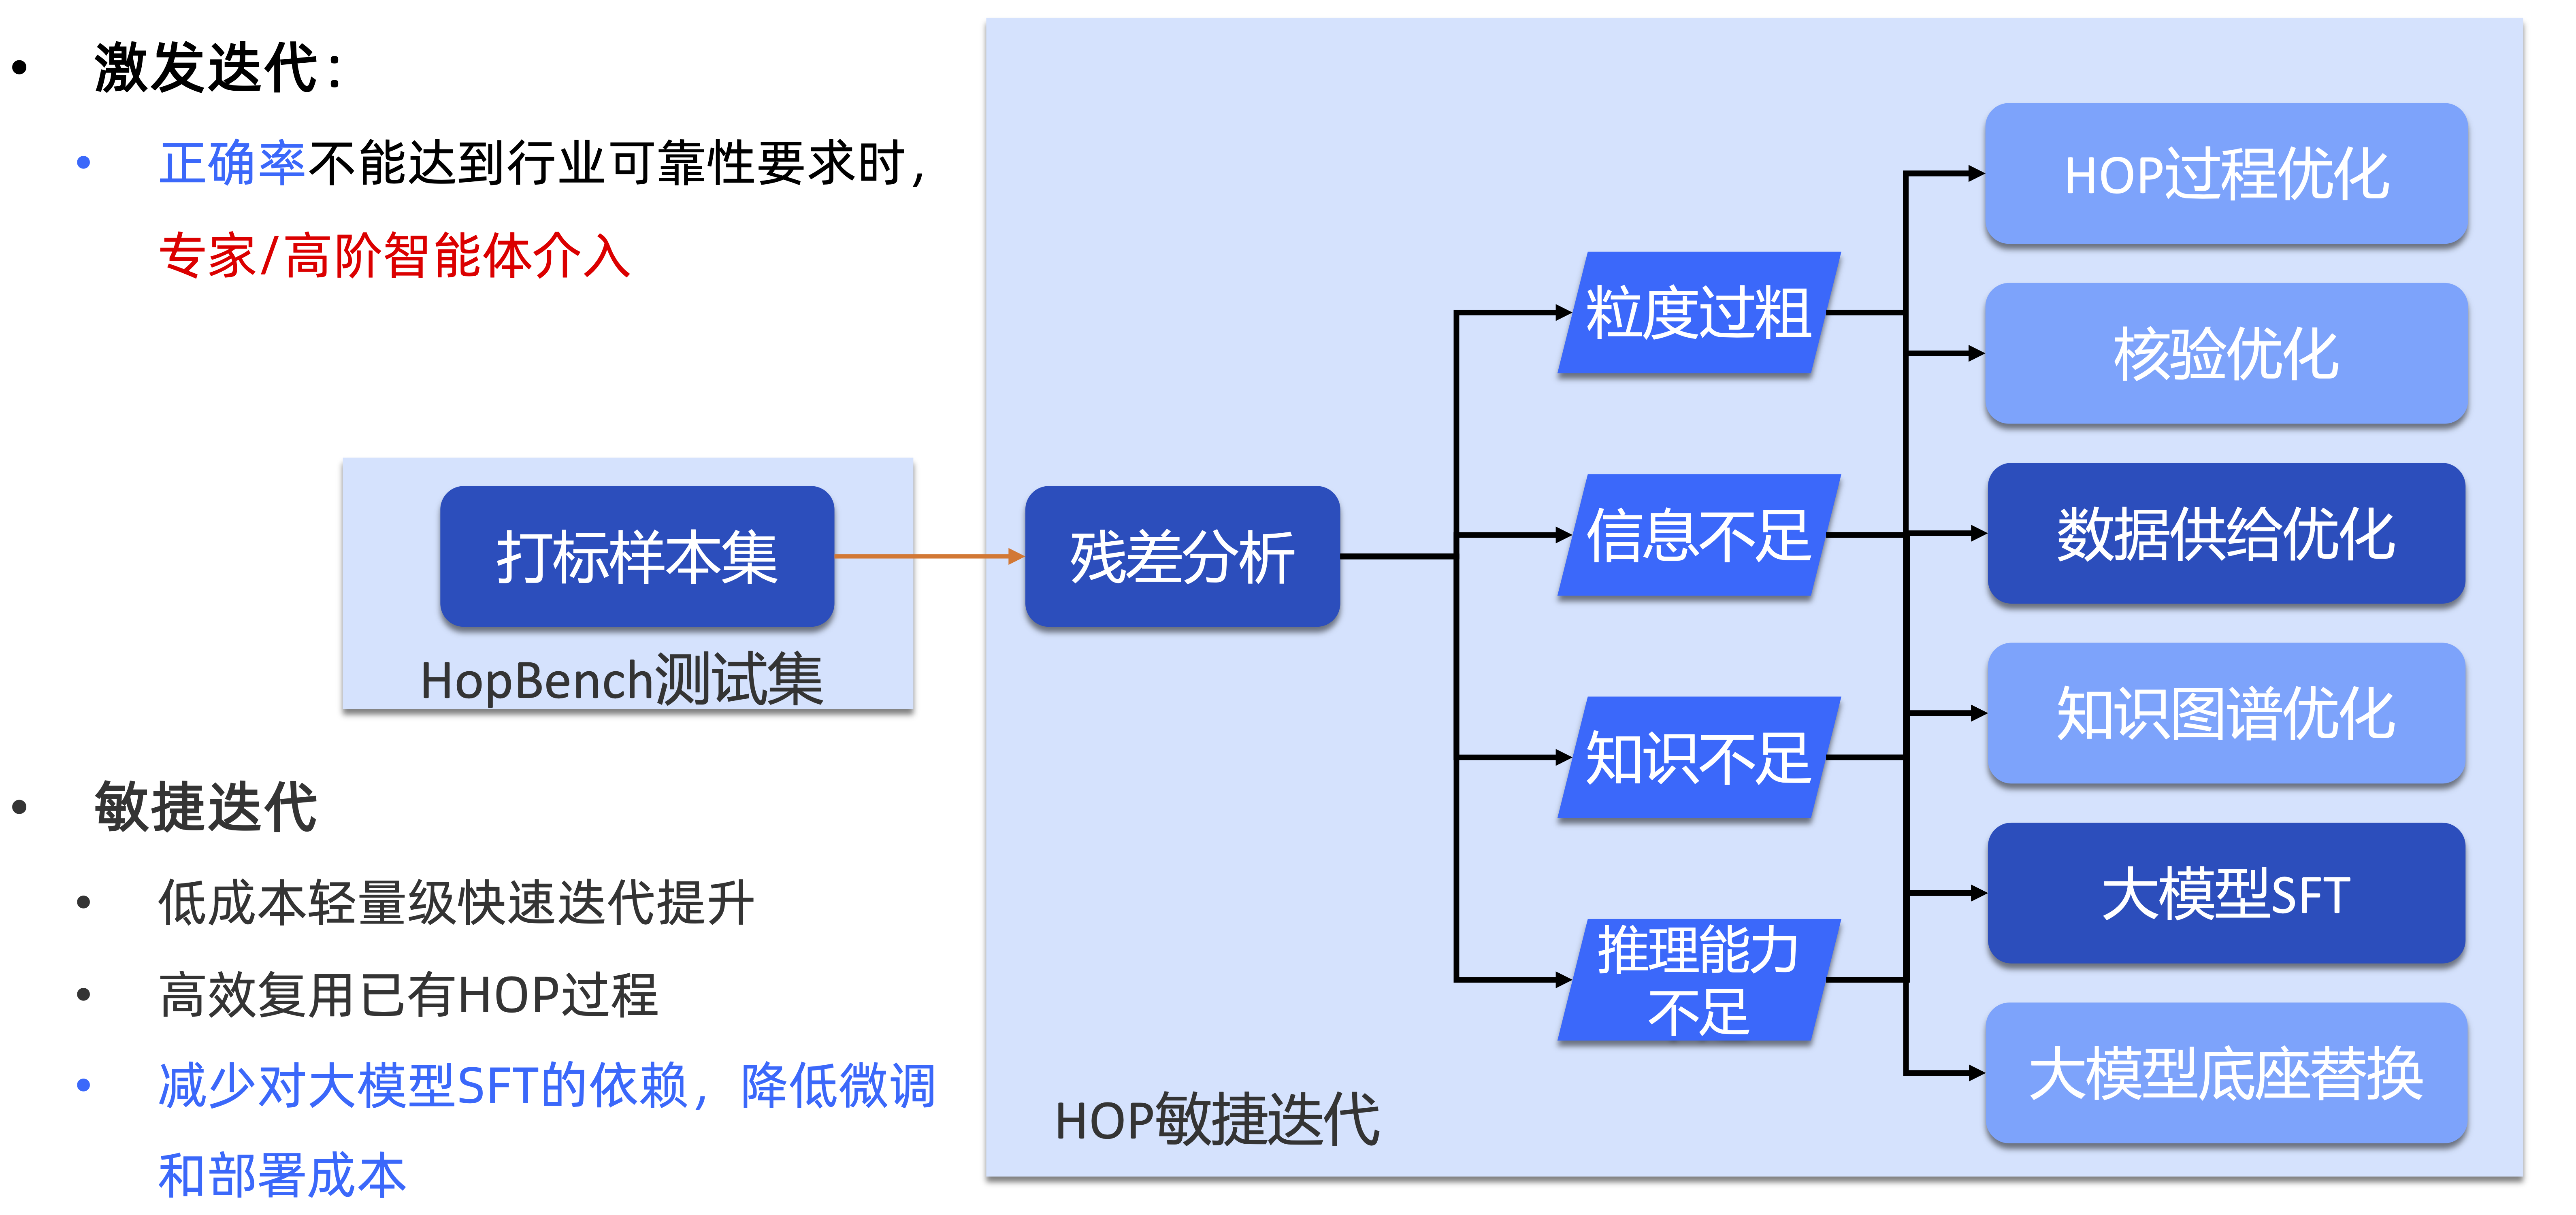 激发迭代：
正确率不能达到行业可靠性要求时，
专家/高阶智能体介入
打标样本集
HopBench测试集
敏捷迭代
低成本轻量级快速迭代提升
高效复用已有HOP过程
减少对大模型SFT的依赖，降低微调
和部署成本
残差分析
粒度过粗
信息不足
知识不足
推理能力
不足
HOP过程优化
核验优化
数据供给优化
知识图谱优化
大模型SFT
大模型底座替换
HOP敏捷迭代